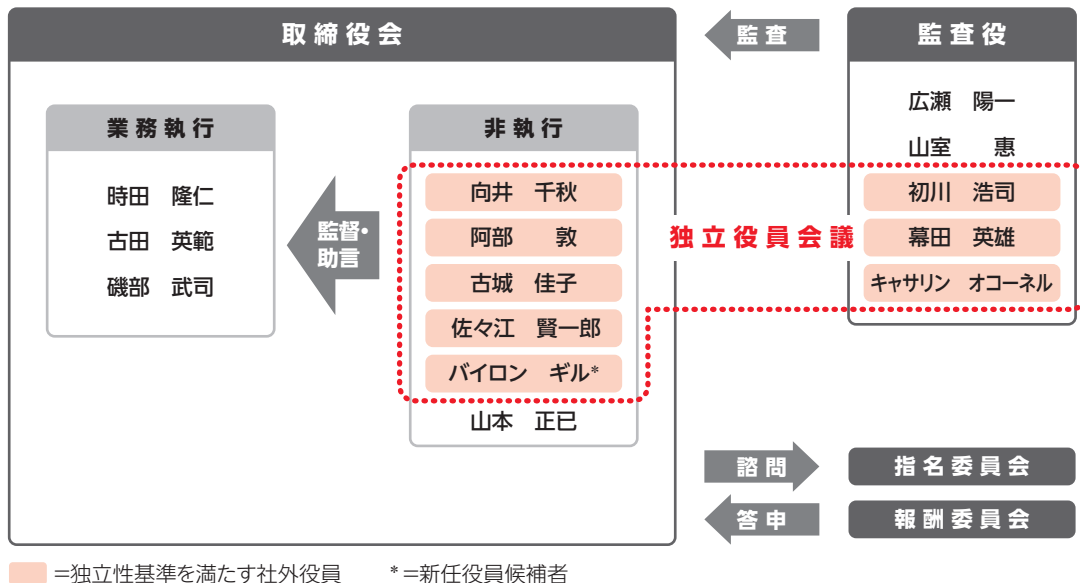 取締役会
業務執行
時田 隆仁
古田 英範
磯部 武司
監督・
助言
非執行
向井 千秋
阿部 敦
古城 佳子
佐々江 賢一郎
バイロン ギル*
山本 正已
監査
監査役
広瀬 陽一
山室 惠
初川 浩司
幕田 英雄
キャサリン オコーネル
独立役員会議
諮問
答申
指名委員会
報酬委員会
=独立性基準を満たす社外役員 *=新任役員候補者